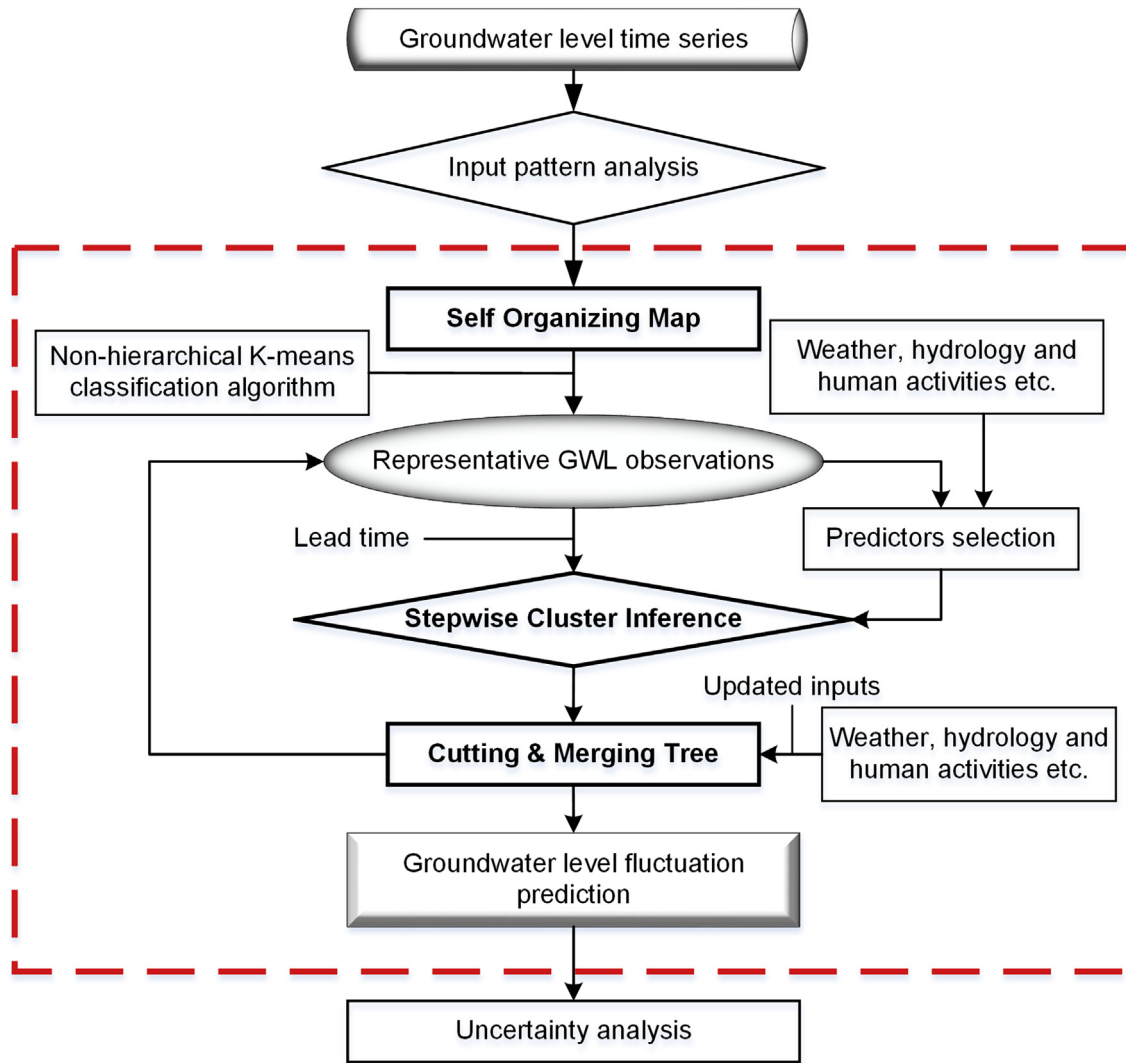 Groundwater level time series
Input pattern analysis
Self Organizing Map
Non-hierarchical K-means
classification algorithm
Weather, hydrology and
human activities etc.
Representative GWL observations
Lead time
Predictors selection
Stepwise Cluster Inference
Updated inputs
Cutting & Merging Tree
Weather, hydrology and
human activities etc.
Groundwater level fluctuation
prediction
Uncertainty analysis